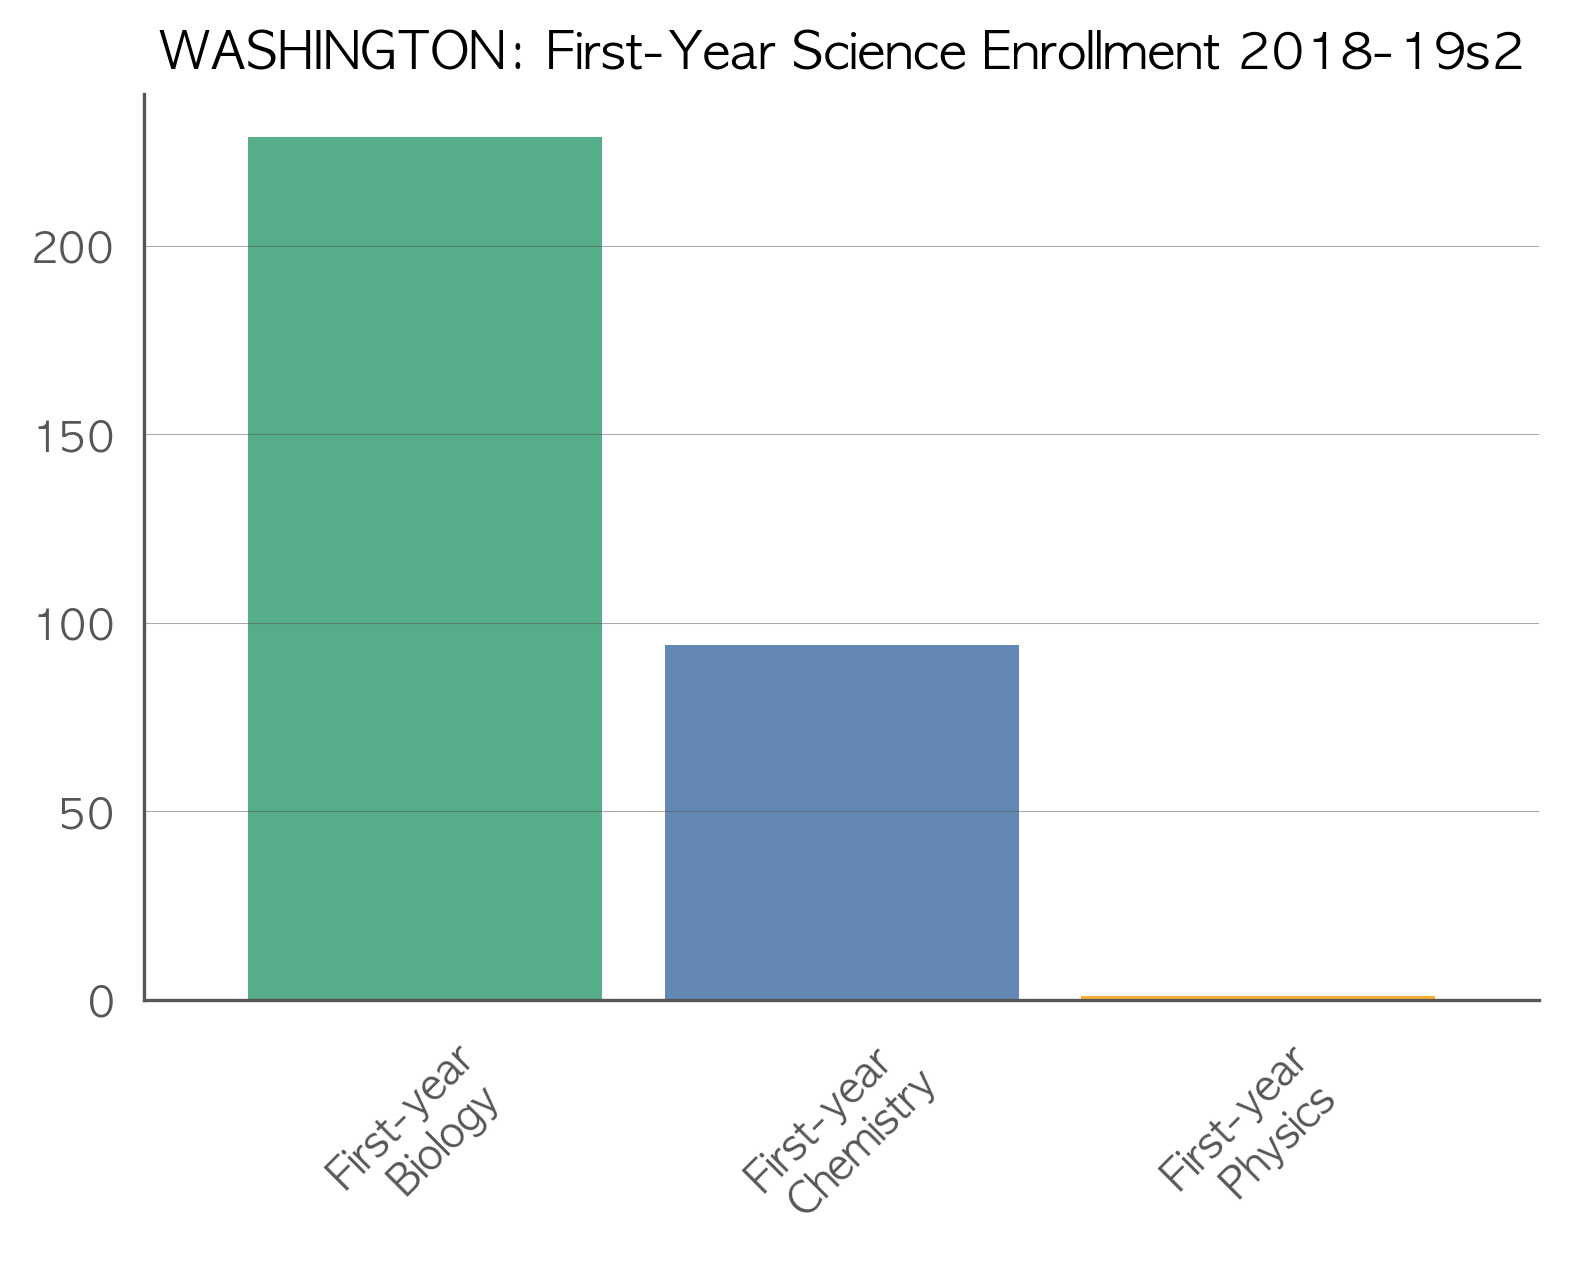 WASHINGTON: First-Year Science Enrollment 2018-19s2
200
150
100
50
0
First-year
Biology
First-year
Chemistry
First-year
Physics